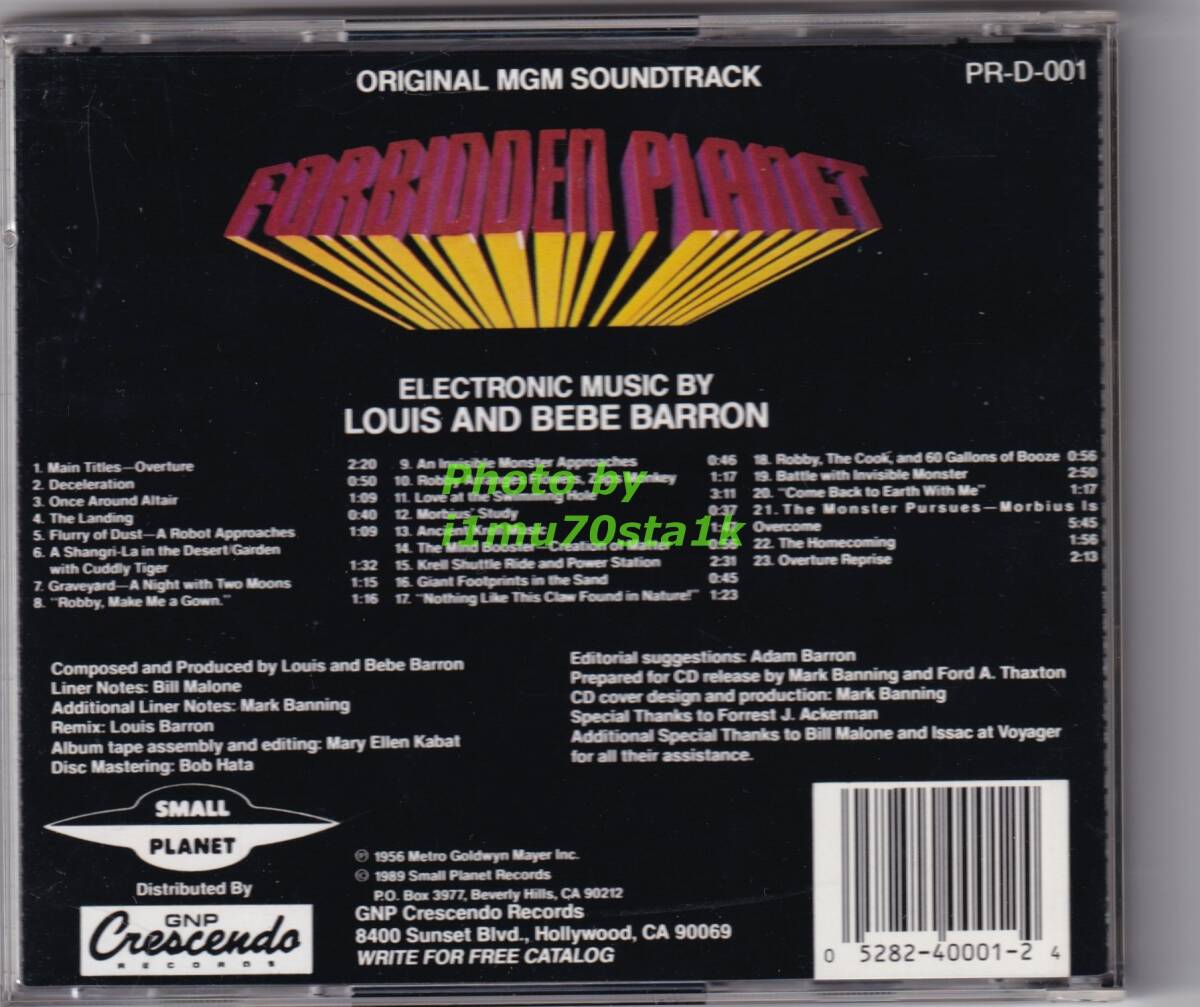 ORIGINAL MGM SOUNDTRACK
PR-D-001
FORBIDDEN PLANET
ELECTRONIC MUSIC BY
LOUIS AND BEBE BARRON
1. Main Titles—Overture 2:20
2. Deceleration 0:50
3. Once Around Altair 1:09
4. The Landing 0:40
5. Flurry of Dust—A Robot Approaches 1:09
6. A Shangri-La in the Desert/Garden
with Cuddly Tiger 1:32
7. Graveyard—A Night with Two Moons 1:15
8. "Robby, Make Me a Gown." 1:16
9. An Invisible Monster Approaches 0:46
10. Robby Flowers, Monkey 1:17
11. Love at the Swimming Hole 3:11
12. Morbius' Study 0:37
13. Ancient Krell Music
14. The Mind Booster—Creation of Matter
15. Krell Shuttle Ride and Power Station 2:31
16. Giant Footprints in the Sand 0:45
17. "Nothing Like This Claw Found in Nature!" 1:23
18. Robby, The Cook, and 60 Gallons of Booze 0:56
19. Battle with Invisible Monster 2:50
20. "Come Back to Earth With Me" 1:17
21. The Monster Pursues—Morbius Is
Overcome 5:45
22. The Homecoming 1:56
23. Overture Reprise 2:13
Photo by
i1mu70sta1k
Composed and Produced by Louis and Bebe Barron
Liner Notes: Bill Malone
Additional Liner Notes: Mark Banning
Remix: Louis Barron
Album tape assembly and editing: Mary Ellen Kabat
Disc Mastering: Bob Hata
Editorial suggestions: Adam Barron
Prepared for CD release by Mark Banning and Ford A. Thaxton
CD cover design and production: Mark Banning
Special Thanks to Forrest J. Ackerman
Additional Special Thanks to Bill Malone and Issac at Voyager
for all their assistance.
SMALL
PLANET
Distributed By
GNP
Crescendo
RECORDS
℗ 1956 Metro Goldwyn Mayer Inc.
© 1989 Small Planet Records
P.O. Box 3977, Beverly Hills, CA 90212
GNP Crescendo Records
8400 Sunset Blvd., Hollywood, CA 90069
WRITE FOR FREE CATALOG
0 5282-40001-2 4